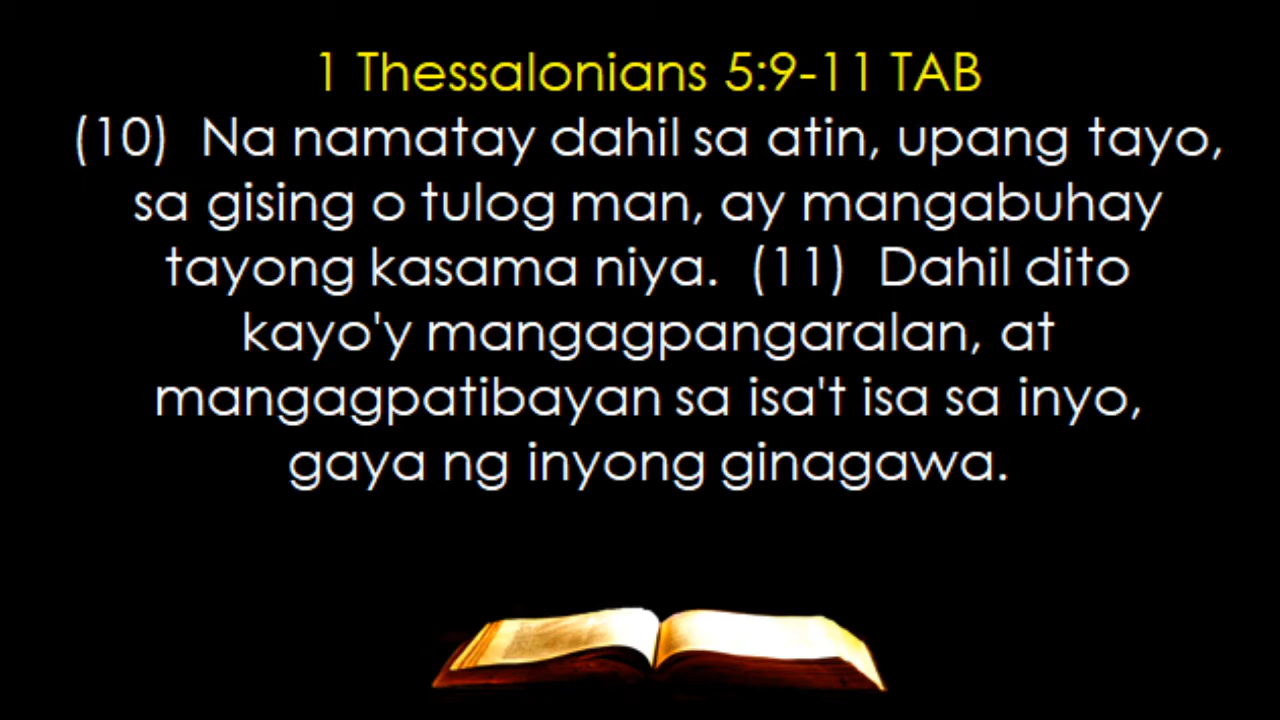 1 Thessalonians 5:9-11 TAB
(10)  Na namatay dahil sa atin, upang tayo,
sa gising o tulog man, ay mangabuhay
tayong kasama niya.  (11)  Dahil dito
kayo'y mangagpangaralan, at
mangagpatibayan sa isa't isa sa inyo,
gaya ng inyong ginagawa.